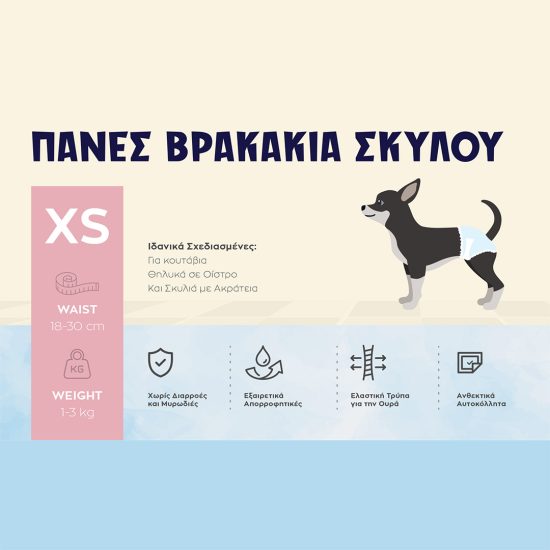 ΠΑΝΕΣ ΒΡΑΚΑΚΙΑ ΣΚΥΛΟΥ
XS
WAIST
18-30 cm
KG
WEIGHT
1-3 kg
Ιδανικά Σχεδιασμένες:
Για κουτάβια
Θηλυκά σε Οίστρο
Και Σκυλιά με Ακράτεια
Χωρίς Διαρροές
και Μυρωδιές
Εξαιρετικά
Απορροφητικές
Ελαστική Τρύπα
για την Ουρά
Ανθεκτικά
Αυτοκόλλητα